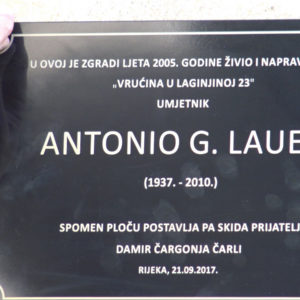 U OVOJ JE ZGRADI LJETA 2005. GODINE ŽIVIO I NAPRAV
„VRUĆINA U LAGINJINOJ 23"
UMJETNIK
ANTONIO G. LAUE
(1937. - 2010.)
SPOMEN PLOČU POSTAVLJA PA SKIDA PRIJATELJ
DAMIR ČARGONJA ČARLI
RIJEKA, 21.09.2017.